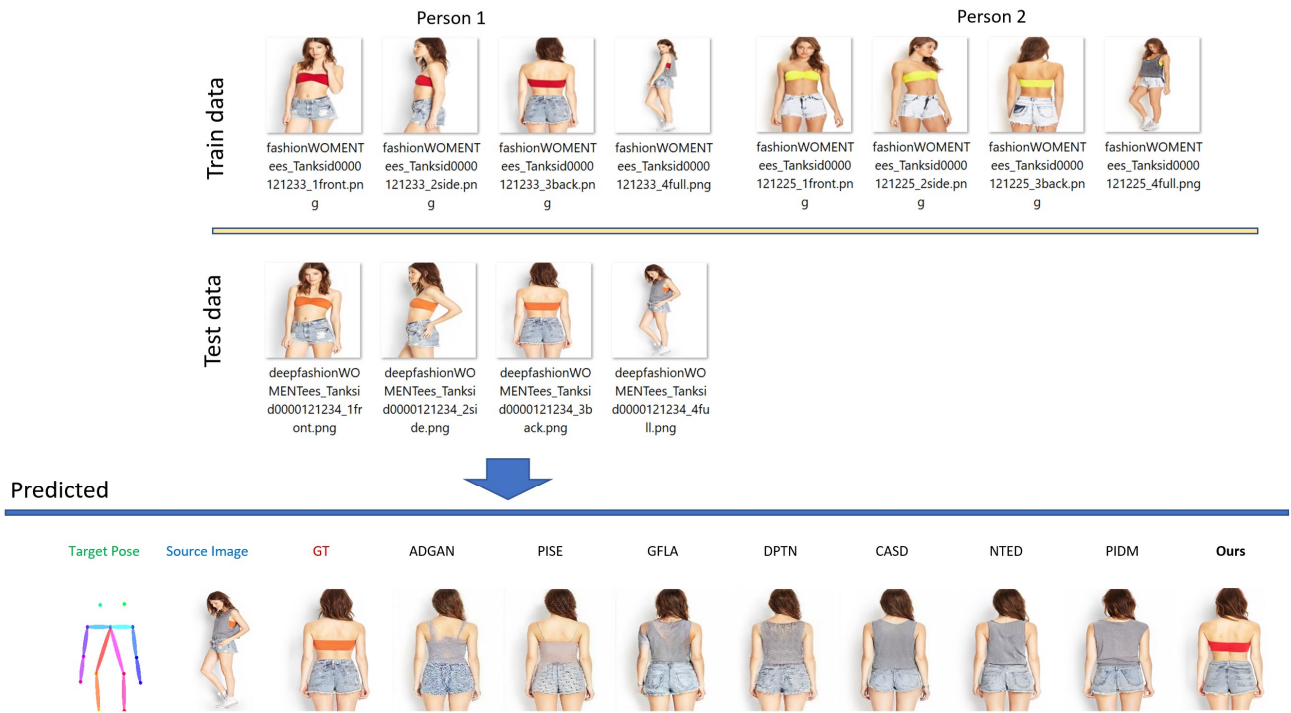 Person 1
Person 2
Train data
fashionWOMENT
ees_Tanksid0000
121233_1front.pn
g
fashionWOMENT
ees_Tanksid0000
121233_2side.pn
g
fashionWOMENT
ees_Tanksid0000
121233_3back.pn
g
fashionWOMENT
ees_Tanksid0000
121233_4full.png
fashionWOMENT
ees_Tanksid0000
121225_1front.pn
g
fashionWOMENT
ees_Tanksid0000
121225_2side.pn
g
fashionWOMENT
ees_Tanksid0000
121225_3back.pn
g
fashionWOMENT
ees_Tanksid0000
121225_4full.png
Test data
deepfashionWO
MENTees_Tanksi
d0000121234_1fr
ont.png
deepfashionWO
MENTees_Tanksi
d0000121234_2si
de.png
deepfashionWO
MENTees_Tanksi
d0000121234_3b
ack.png
deepfashionWO
MENTees_Tanksi
d0000121234_4fu
ll.png
Predicted
Target Pose
Source Image
GT
ADGAN
PISE
GFLA
DPTN
CASD
NTED
PIDM
Ours